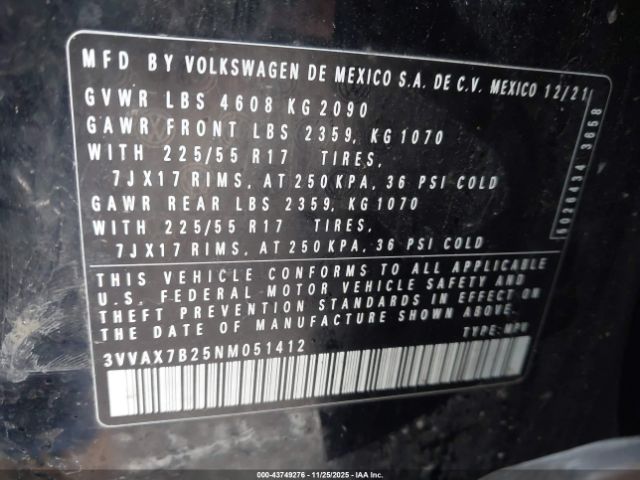 MFD BY VOLKSWAGEN DE MEXICO S.A. DE C.V. MEXICO 12/21
GVWR LBS 4608 KG 2090
GAWR FRONT LBS 2359, KG 1070
WITH 225/55 R17 TIRES,
7JX17 RIMS, AT 250 KPA, 36 PSI COLD
GAWR REAR LBS 2359, KG 1070
WITH 225/55 R17 TIRES,
7JX17 RIMS, AT 250 KPA, 36 PSI COLD
THIS VEHICLE CONFORMS TO ALL APPLICABLE
U.S. FEDERAL MOTOR VEHICLE SAFETY AND
THEFT PREVENTION STANDARDS IN EFFECT ON
THE DATE OF MANUFACTURE SHOWN ABOVE.
3VVAX7B25NM051412
TYPE: MPV
5026434 3658
000-43749276 - 11/25/2025 - IAA Inc.